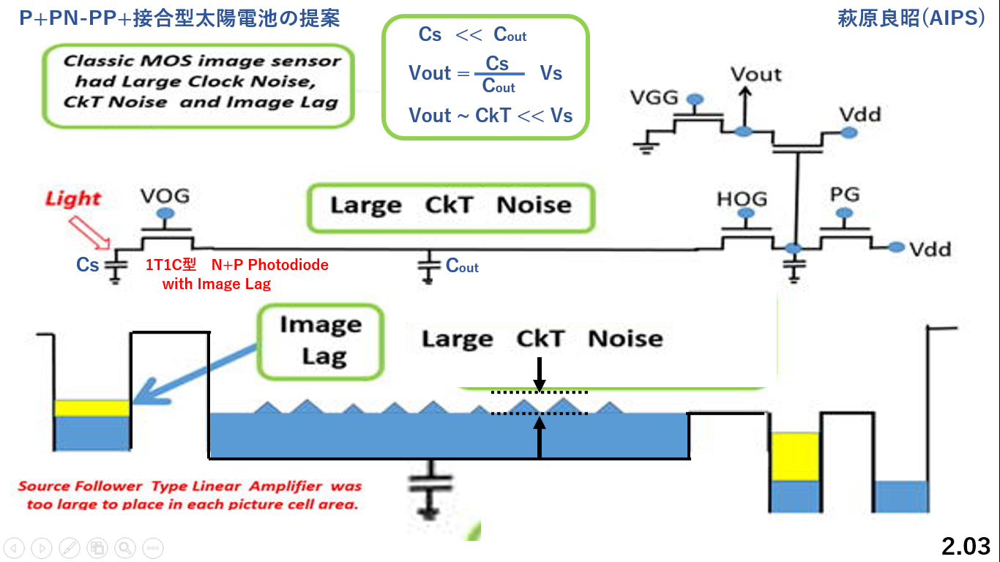 P+PN-PP+接合型太陽電池の提案
萩原良昭(AIPS)
Classic MOS image sensor
had Large Clock Noise,
CkT Noise and Image Lag
Cs << Cout
Vout = Cs / Cout Vs
Vout ~ CkT << Vs
Vout
VGG
Vdd
Light
VOG
Large CkT Noise
HOG
PG
Vdd
Cs
1T1C型 N+P Photodiode
with Image Lag
Cout
Image
Lag
Large CkT Noise
Source Follower Type Linear Amplifier was
too large to place in each picture cell area.
2.03